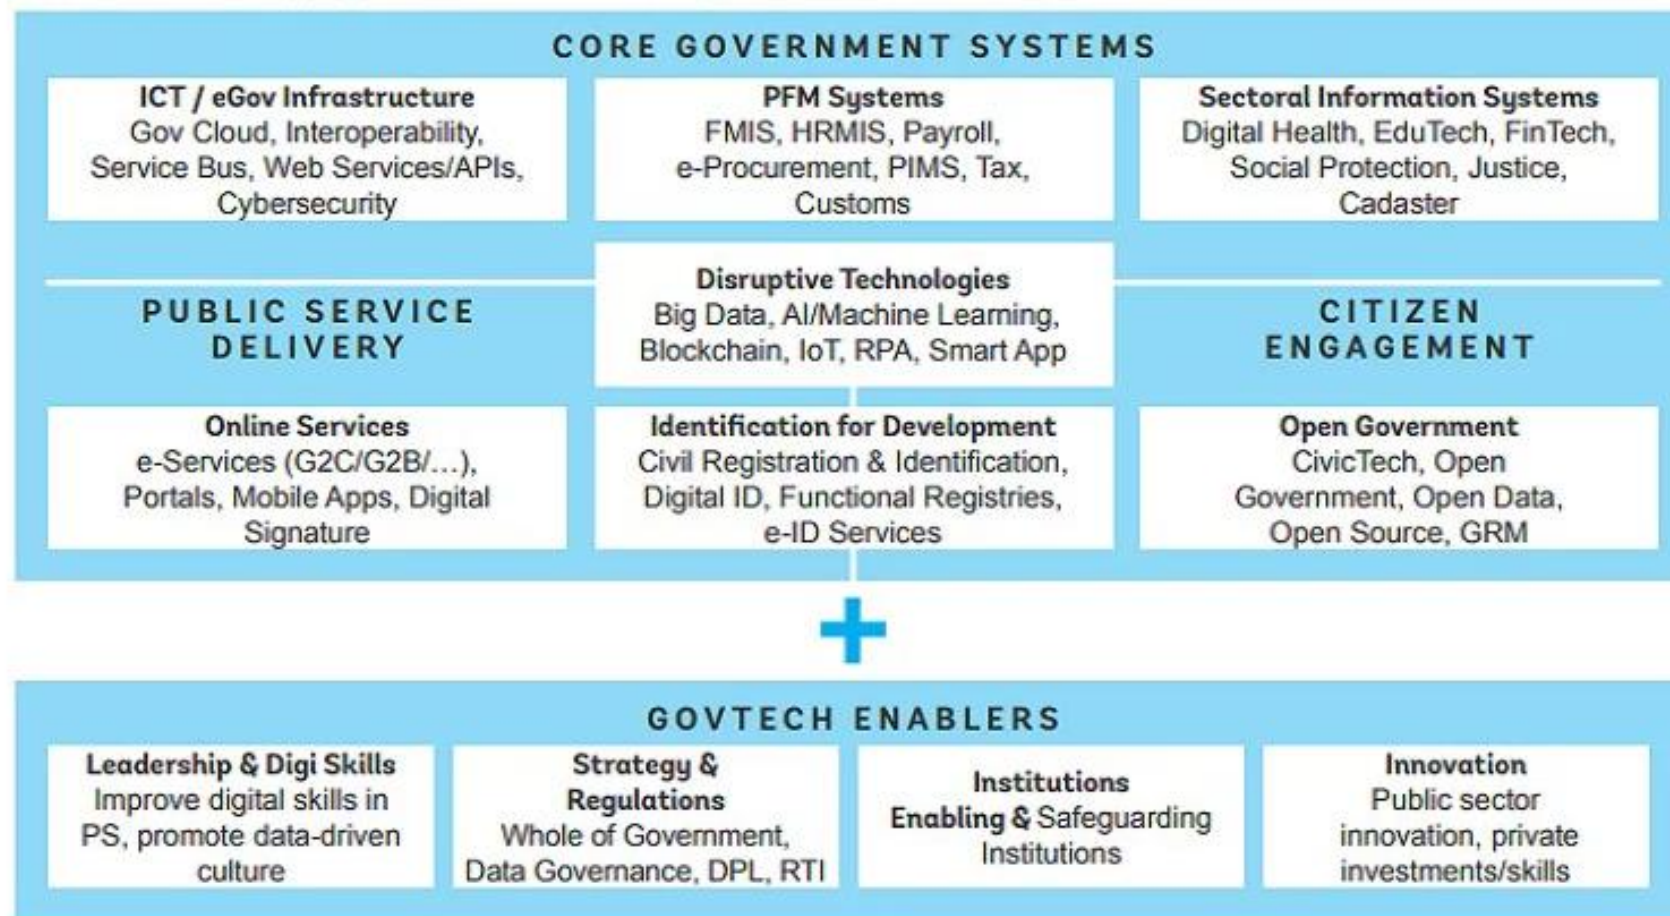 CORE GOVERNMENT SYSTEMS
ICT / eGov Infrastructure
Gov Cloud, Interoperability,
Service Bus, Web Services/APIs,
Cybersecurity
PFM Systems
FMIS, HRMIS, Payroll,
e-Procurement, PIMS, Tax,
Customs
Sectoral Information Systems
Digital Health, EduTech, FinTech,
Social Protection, Justice,
Cadaster
PUBLIC SERVICE
DELIVERY
Disruptive Technologies
Big Data, AI/Machine Learning,
Blockchain, IoT, RPA, Smart App
CITIZEN
ENGAGEMENT
Online Services
e-Services (G2C/G2B/...),
Portals, Mobile Apps, Digital
Signature
Identification for Development
Civil Registration & Identification,
Digital ID, Functional Registries,
e-ID Services
Open Government
CivicTech, Open
Government, Open Data,
Open Source, GRM
+
GOVTECH ENABLERS
Leadership & Digi Skills
Improve digital skills in
PS, promote data-driven
culture
Strategy &
Regulations
Whole of Government,
Data Governance, DPL, RTI
Institutions
Enabling & Safeguarding
Institutions
Innovation
Public sector
innovation, private
investments/skills